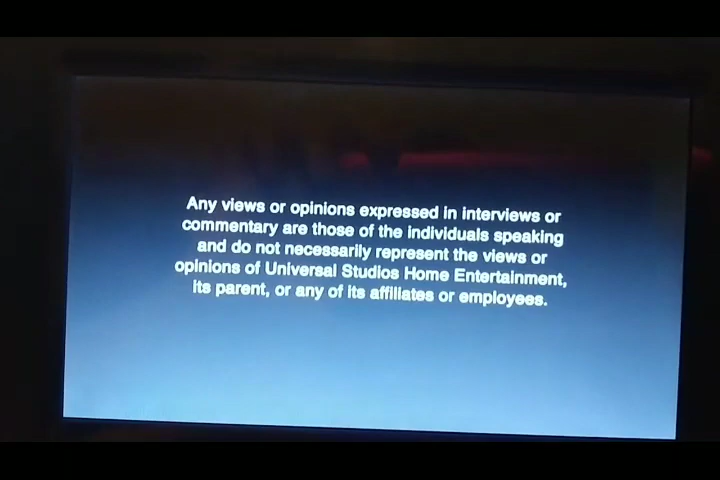 Any views or opinions expressed in interviews or
commentary are those of the individuals speaking
and do not necessarily represent the views or
opinions of Universal Studios Home Entertainment,
its parent, or any of its affiliates or employees.